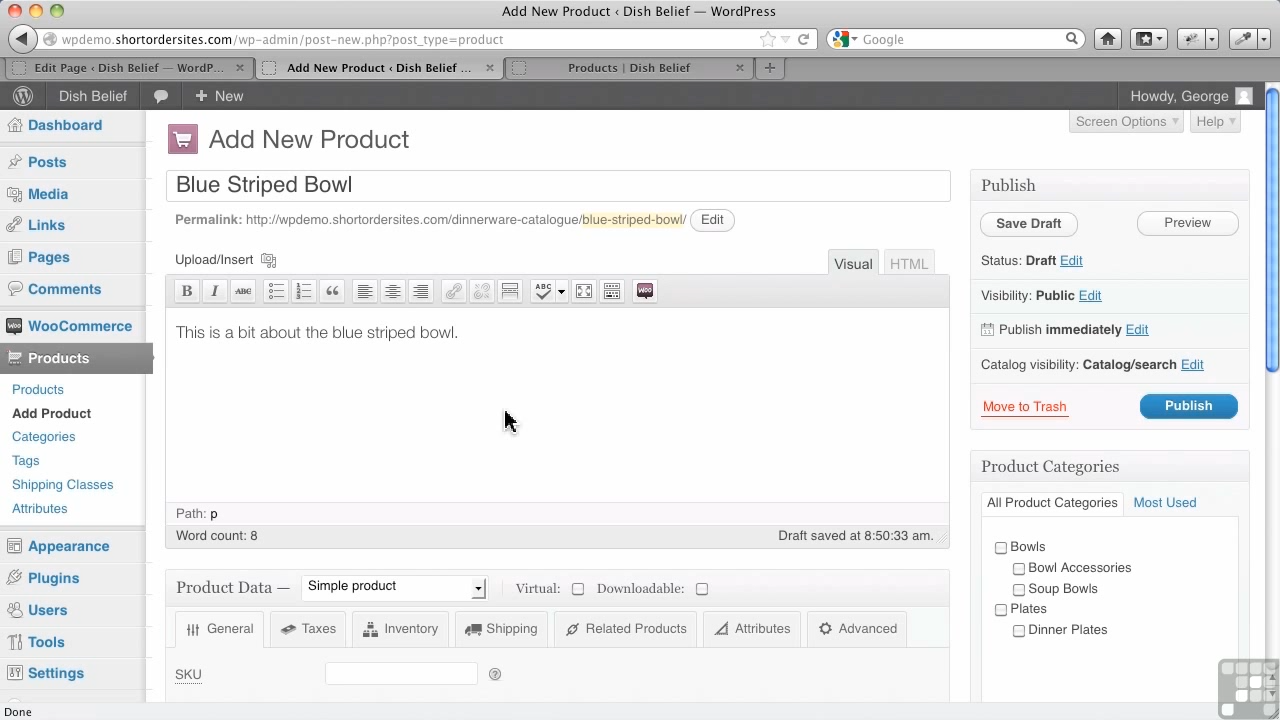 Add New Product ‹ Dish Belief — WordPress
wpdemo.shortordersites.com/wp-admin/post-new.php?post_type=product
Google
Edit Page ‹ Dish Belief — WordP...
Add New Product ‹ Dish Belief ...
Products | Dish Belief
Dish Belief
+ New
Howdy, George
Screen Options
Help
Dashboard
Posts
Media
Links
Pages
Comments
WooCommerce
Products
Products
Add Product
Categories
Tags
Shipping Classes
Attributes
Appearance
Plugins
Users
Tools
Settings
Add New Product
Blue Striped Bowl
Permalink: http://wpdemo.shortordersites.com/dinnerware-catalogue/blue-striped-bowl/ Edit
Upload/Insert
Visual
HTML
B I ABC ABC Woo
This is a bit about the blue striped bowl.
Path: p
Word count: 8
Draft saved at 8:50:33 am.
Product Data — Simple product Virtual: Downloadable:
General Taxes Inventory Shipping Related Products Attributes Advanced
SKU
Publish
Save Draft
Preview
Status: Draft Edit
Visibility: Public Edit
Publish immediately Edit
Catalog visibility: Catalog/search Edit
Move to Trash
Publish
Product Categories
All Product Categories
Most Used
Bowls
Bowl Accessories
Soup Bowls
Plates
Dinner Plates
Done